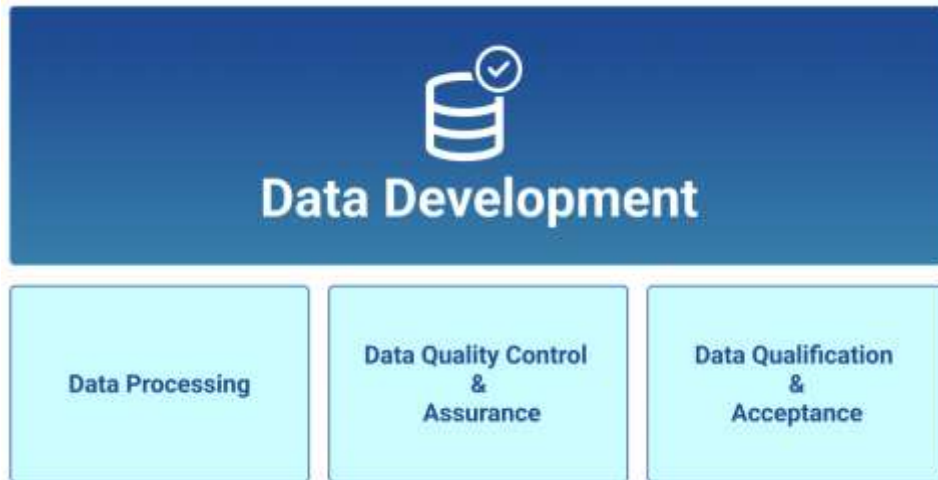 Data Development
Data Processing
Data Quality Control
&
Assurance
Data Qualification
&
Acceptance